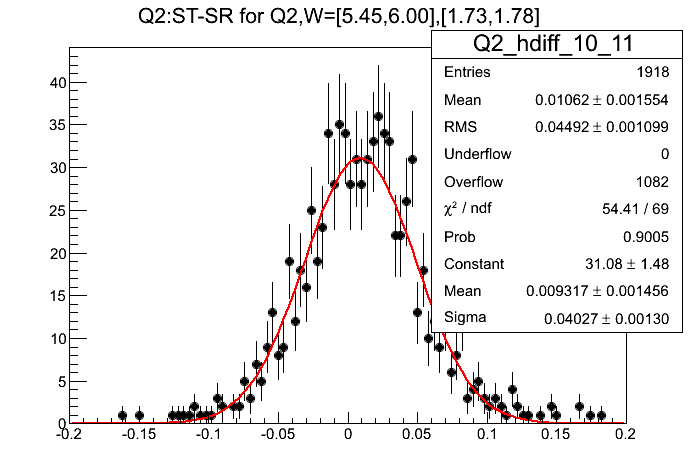 Q2:ST-SR for Q2,W=[5.45,6.00],[1.73,1.78]
Q2_hdiff_10_11
Entries 1918
Mean 0.01062 ± 0.001554
RMS 0.04492 ± 0.001099
Underflow 0
Overflow 1082
χ² / ndf 54.41 / 69
Prob 0.9005
Constant 31.08 ± 1.48
Mean 0.009317 ± 0.001456
Sigma 0.04027 ± 0.00130
40
35
30
25
20
15
10
5
0
-0.2 -0.15 -0.1 -0.05 0 0.05 0.1 0.15 0.2